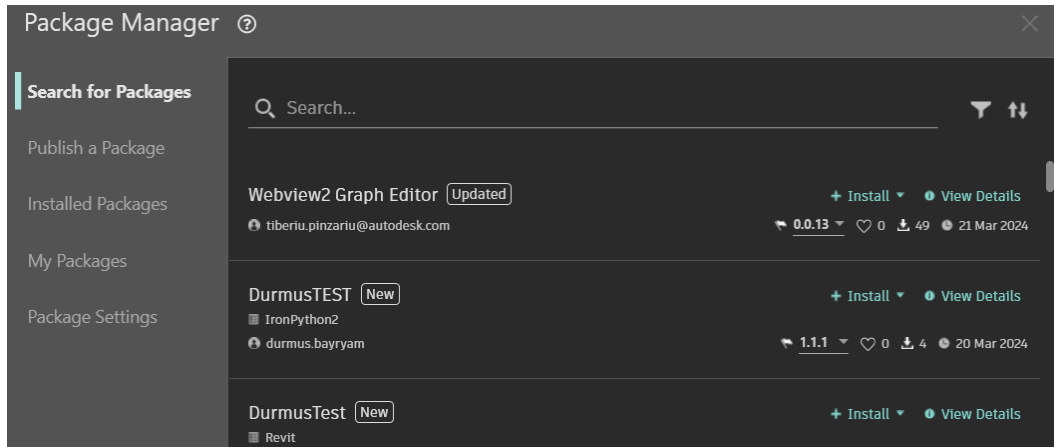 Package Manager
Search for Packages
Publish a Package
Installed Packages
My Packages
Package Settings
Search...
Webview2 Graph Editor Updated
Install View Details
tiberiu.pinzariu@autodesk.com
0.0.13 0 49 21 Mar 2024
DurmusTEST New
Install View Details
IronPython2
durmus.bayryam
1.1.1 0 4 20 Mar 2024
DurmusTest New
Install View Details
Revit